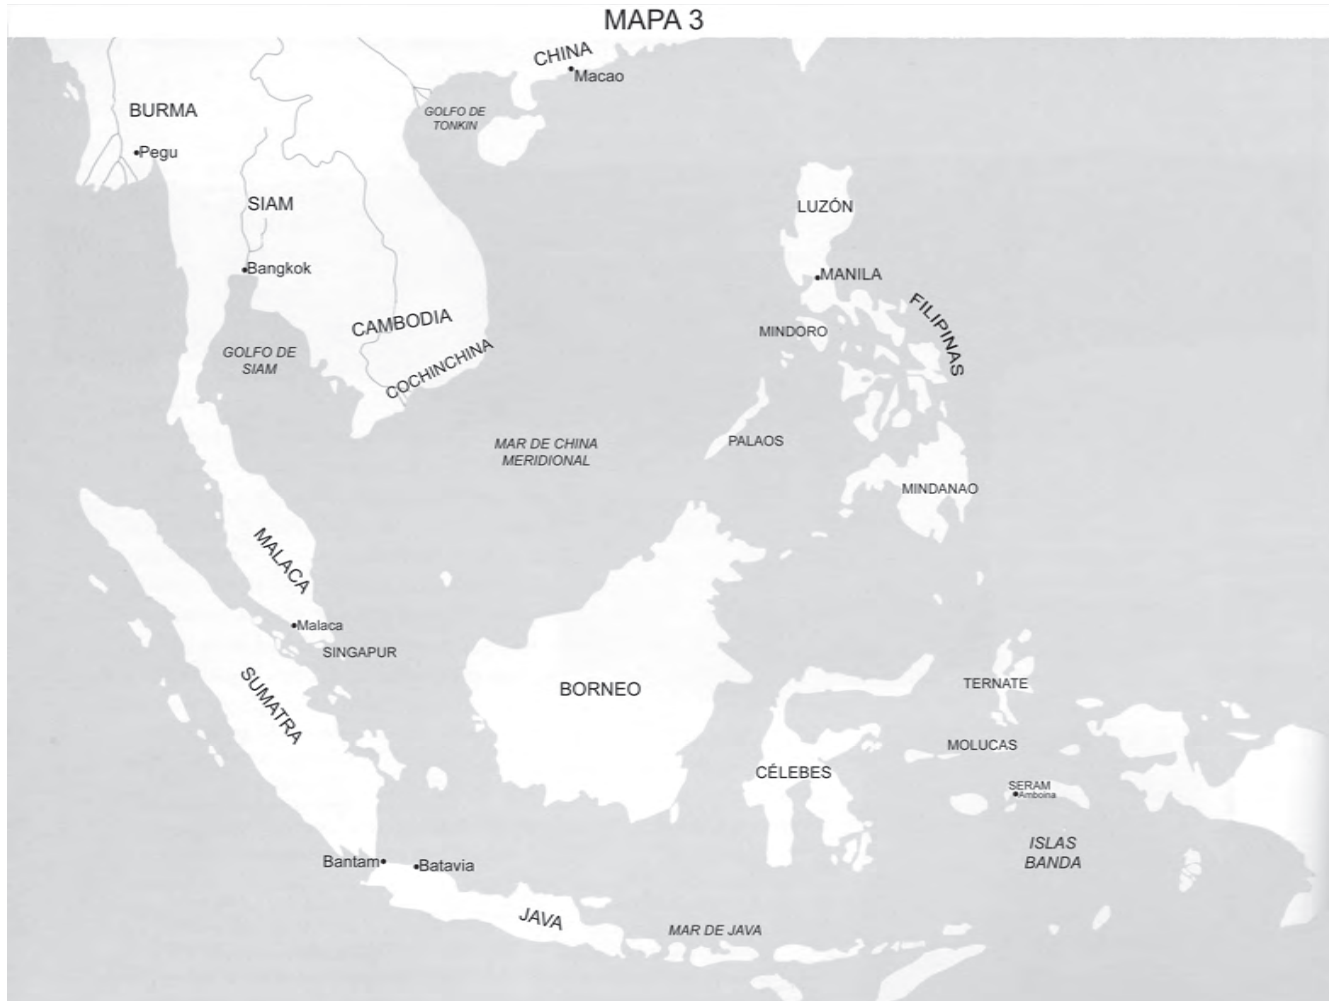 MAPA 3
CHINA
Macao
BURMA
GOLFO DE
TONKIN
Pegu
SIAM
LUZÓN
Bangkok
MANILA
FILIPINAS
CAMBODIA
MINDORO
GOLFO DE
SIAM
COCHINCHINA
MAR DE CHINA
MERIDIONAL
PALAOS
MINDANAO
MALACA
Malaca
SINGAPUR
SUMATRA
BORNEO
TERNATE
MOLUCAS
CÉLEBES
SERAM
Amboina
ISLAS
BANDA
Bantam
Batavia
JAVA
MAR DE JAVA